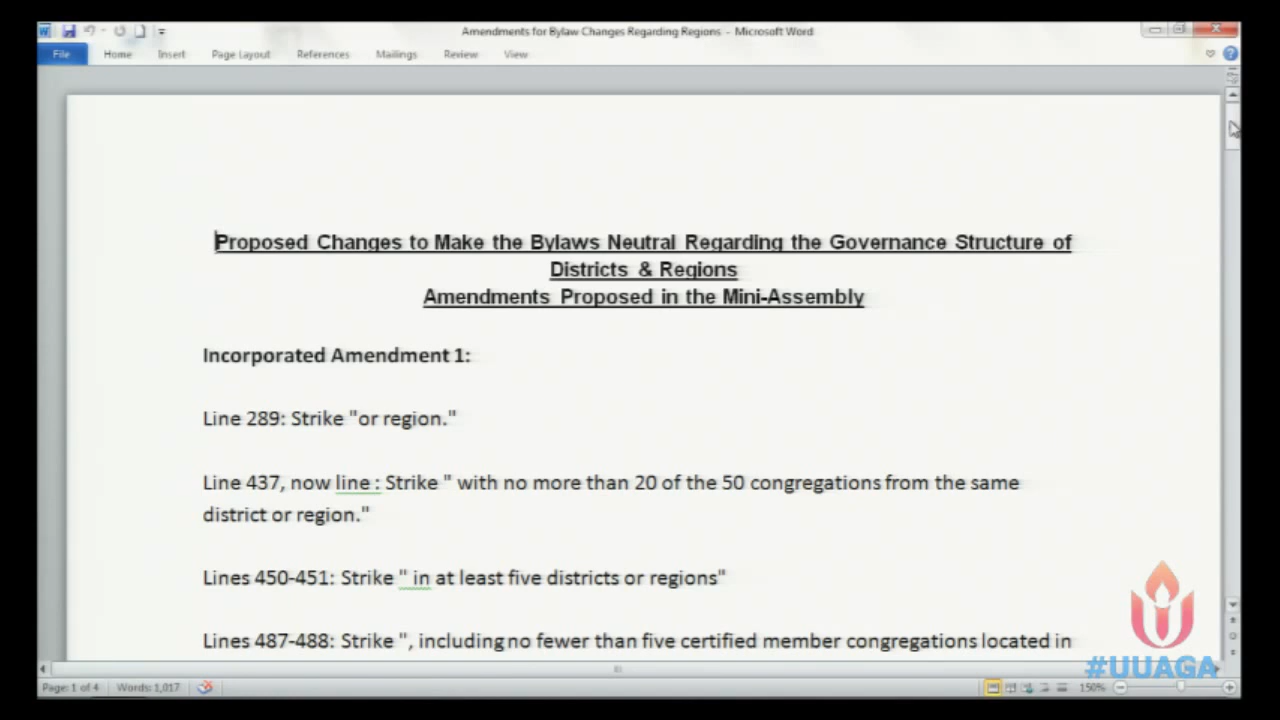 Amendments for Bylaw Changes Regarding Regions - Microsoft Word
File Home Insert Page Layout References Mailings Review View
Proposed Changes to Make the Bylaws Neutral Regarding the Governance Structure of
Districts & Regions
Amendments Proposed in the Mini-Assembly
Incorporated Amendment 1:
Line 289: Strike "or region."
Line 437, now line : Strike " with no more than 20 of the 50 congregations from the same
district or region."
Lines 450-451: Strike " in at least five districts or regions"
Lines 487-488: Strike ", including no fewer than five certified member congregations located in
#UUAGA
Page: 1 of 4 Words: 1,017 150%